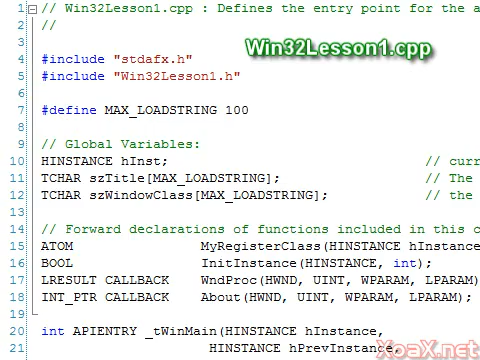 1 // Win32Lesson1.cpp : Defines the entry point for the a
2 //
Win32Lesson1.cpp
3
4 #include "stdafx.h"
5 #include "Win32Lesson1.h"
6
7 #define MAX_LOADSTRING 100
8
9 // Global Variables:
10 HINSTANCE hInst; // curr
11 TCHAR szTitle[MAX_LOADSTRING]; // The
12 TCHAR szWindowClass[MAX_LOADSTRING]; // the
13
14 // Forward declarations of functions included in this c
15 ATOM MyRegisterClass(HINSTANCE hInstance
16 BOOL InitInstance(HINSTANCE, int);
17 LRESULT CALLBACK WndProc(HWND, UINT, WPARAM, LPARAM)
18 INT_PTR CALLBACK About(HWND, UINT, WPARAM, LPARAM);
19
20 int APIENTRY _tWinMain(HINSTANCE hInstance,
21 HINSTANCE hPrevInstance,
XoaX.net